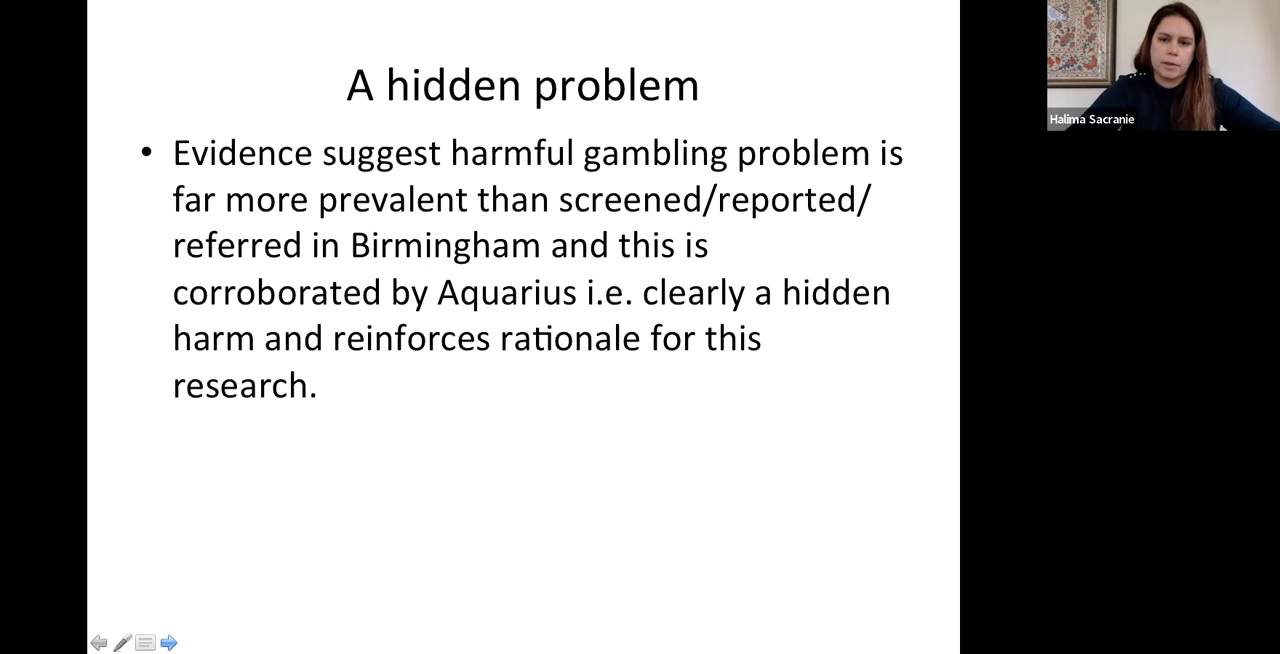 A hidden problem
• Evidence suggest harmful gambling problem is
far more prevalent than screened/reported/
referred in Birmingham and this is
corroborated by Aquarius i.e. clearly a hidden
harm and reinforces rationale for this
research.
Halima Sacranie